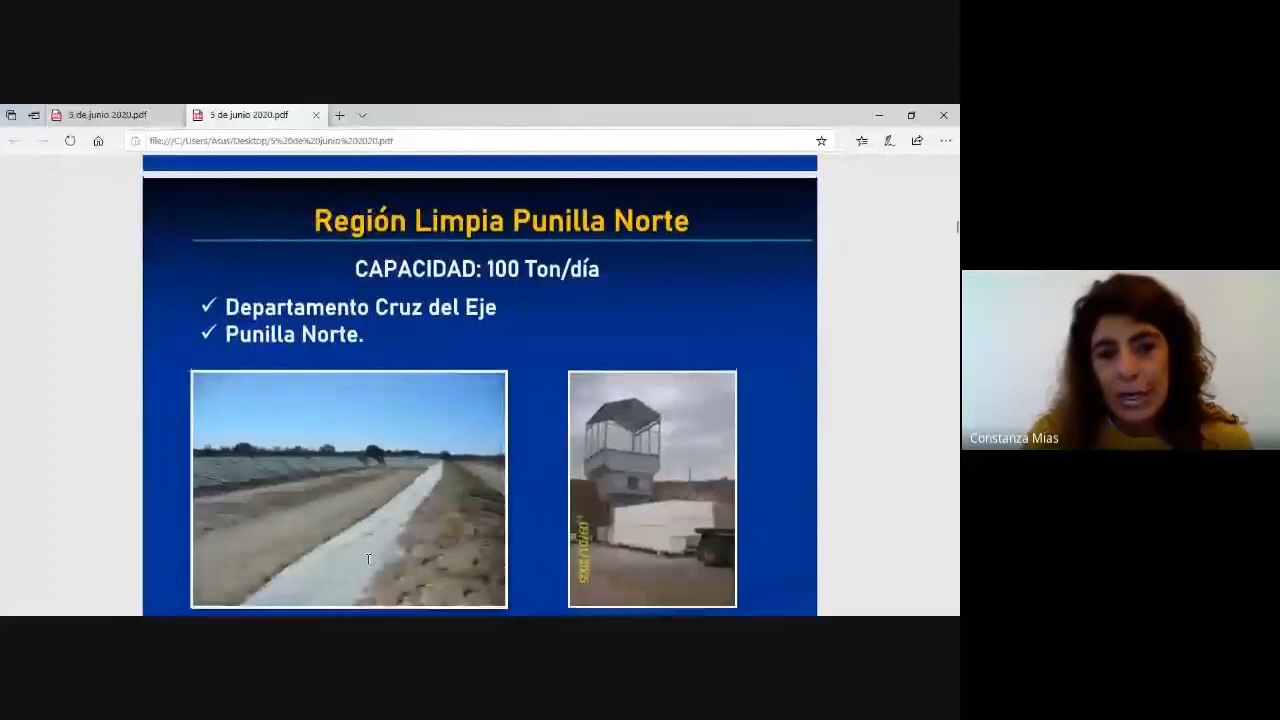 5 de junio 2020.pdf
5 de junio 2020.pdf
file:///C:/Users/Asus/Desktop/5%20de%20junio%202020.pdf
Región Limpia Punilla Norte
CAPACIDAD: 100 Ton/día
✓ Departamento Cruz del Eje
✓ Punilla Norte.
Constanza Mias